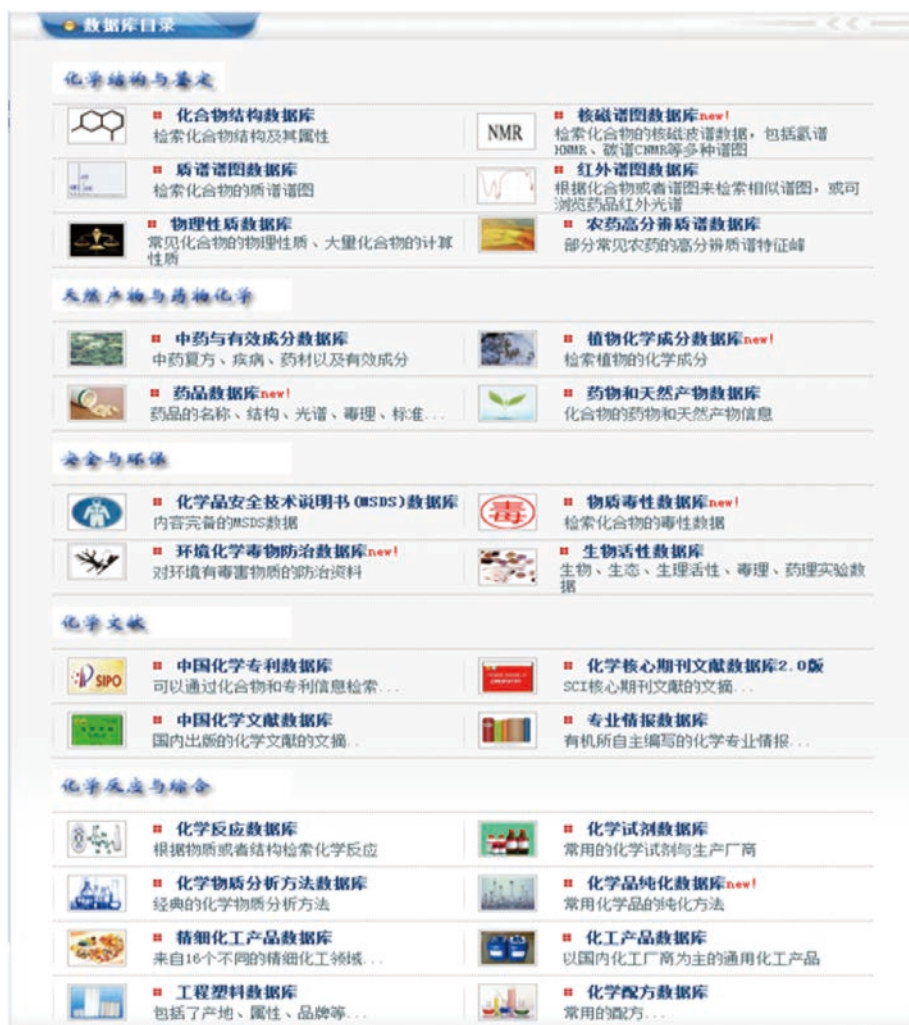 数据库目录
化学结构与鉴定
化合物结构数据库
检索化合物结构及其属性
NMR
核磁谱图数据库new!
检索化合物的核磁波谱数据，包括氢谱
HNMR、碳谱CNMR等多种谱图
质谱谱图数据库
检索化合物的质谱谱图
红外谱图数据库
根据化合物或者谱图来检索相似谱图，或可
浏览药品红外光谱
物理性质数据库
常见化合物的物理性质、大量化合物的计算
性质
农药高分辨质谱数据库
部分常见农药的高分辨质谱特征峰
天然产物与药物化学
中药与有效成分数据库
中药复方、疾病、药材以及有效成分
植物化学成分数据库new!
检索植物的化学成分
药品数据库new!
药品的名称、结构、光谱、毒理、标准...
药物和天然产物数据库
化合物的药物和天然产物信息
安全与环保
化学品安全技术说明书(MSDS)数据库
内容完备的MSDS数据
毒
物质毒性数据库new!
检索化合物的毒性数据
环境化学毒物防治数据库new!
对环境有毒害物质的防治资料
生物活性数据库
生物、生态、生理活性、毒理、药理实验数
据
化学文献
SIPO
中国化学专利数据库
可以通过化合物和专利信息检索...
化学核心期刊文献数据库2.0版
SCI核心期刊文献的文摘...
中国化学文献数据库
国内出版的化学文献的文摘..
专业情报数据库
有机所自主编写的化学专业情报...
化学反应与综合
化学反应数据库
根据物质或者结构检索化学反应
化学试剂数据库
常用的化学试剂与生产厂商
化学物质分析方法数据库
经典的化学物质分析方法
化学品纯化数据库new!
常用化学品的纯化方法
精细化工产品数据库
来自16个不同的精细化工领域...
化工产品数据库
以国内化工厂商为主的通用化工产品
工程塑料数据库
包括了产地、属性、品牌等...
化学配方数据库
常用的配方...